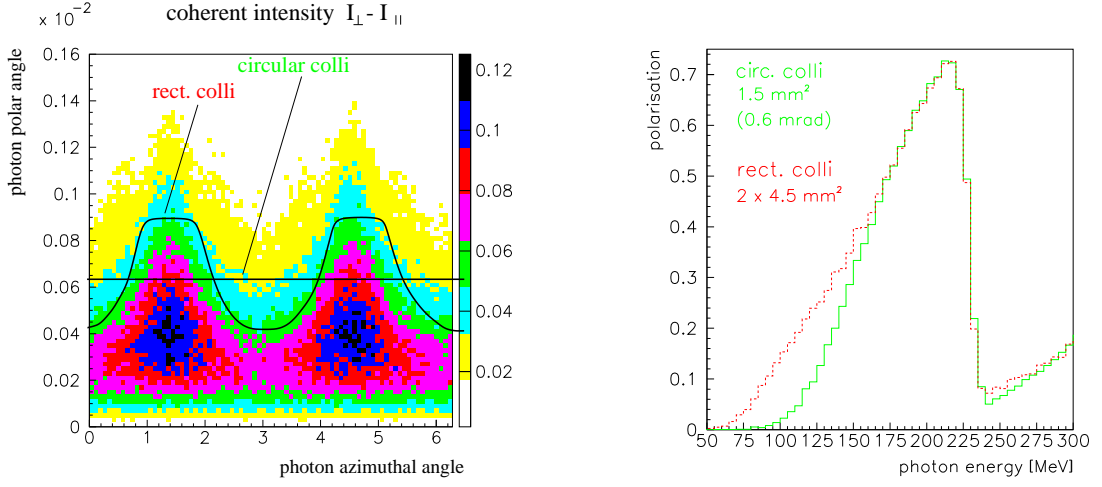 coherent intensity I⊥ - I ||
x 10⁻²
circular colli
rect. colli
photon polar angle
0.16
0.14
0.12
0.1
0.08
0.06
0.04
0.02
0
0 1 2 3 4 5 6
photon azimuthal angle
0.12
0.1
0.08
0.06
0.04
0.02
polarisation
0.7
0.6
0.5
0.4
0.3
0.2
0.1
0
circ. colli
1.5 mm²
(0.6 mrad)
rect. colli
2 x 4.5 mm²
50 75 100 125 150 175 200 225 250 275 300
photon energy [MeV]